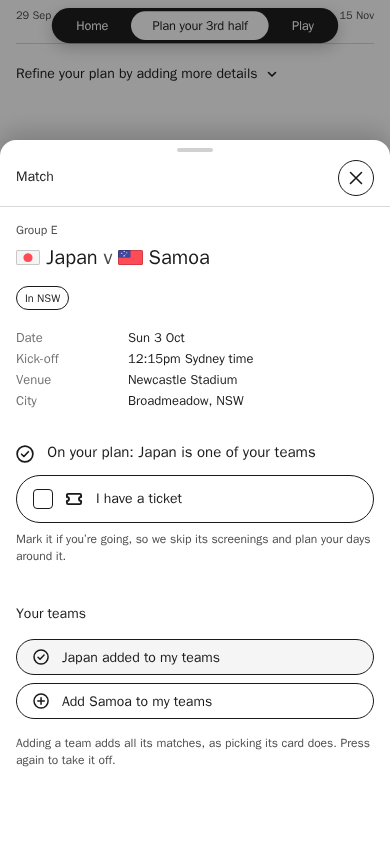 29 Sep
Home
Plan your 3rd half
Play
15 Nov
Refine your plan by adding more details
Match
Group E
Japan v Samoa
In NSW
Date Sun 3 Oct
Kick-off 12:15pm Sydney time
Venue Newcastle Stadium
City Broadmeadow, NSW
On your plan: Japan is one of your teams
I have a ticket
Mark it if you're going, so we skip its screenings and plan your days
around it.
Your teams
Japan added to my teams
Add Samoa to my teams
Adding a team adds all its matches, as picking its card does. Press
again to take it off.